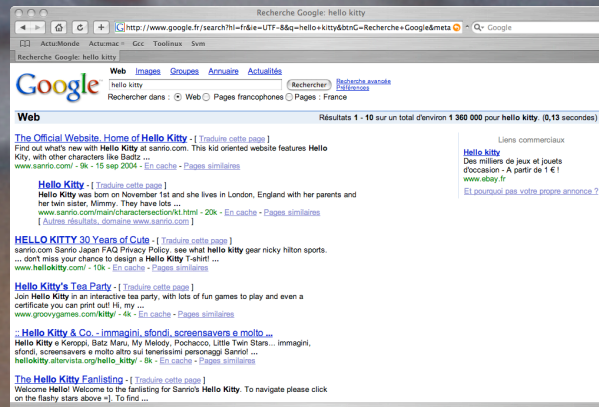 Recherche Google: hello kitty
http://www.google.fr/search?hl=fr&ie=UTF-8&q=hello+kitty&btnG=Recherche+Google&meta
Google
Actu:Monde Actu:mac Gcc Toolinux Svm
Recherche Google: hello kitty
Google
Web Images Groupes Annuaire Actualités
hello kitty
Rechercher
Recherche avancée
Préférences
Rechercher dans : Web Pages francophones Pages : France
Web
Résultats 1 - 10 sur un total d'environ 1 360 000 pour hello kitty. (0,13 secondes)
The Official Website. Home of Hello Kitty - [ Traduire cette page ]
Find out what's new with Hello Kitty at sanrio.com. This kid oriented website features Hello
Kity, with other characters like Badtz ...
www.sanrio.com/ - 9k - 15 sep 2004 - En cache - Pages similaires
Hello Kitty - [ Traduire cette page ]
Hello Kitty was born on November 1st and she lives in London, England with her parents and
her twin sister, Mimmy. They have lots ...
www.sanrio.com/main/charactersection/kt.html - 20k - En cache - Pages similaires
[ Autres résultats, domaine www.sanrio.com ]
HELLO KITTY 30 Years of Cute - [ Traduire cette page ]
sanrio.com Sanrio Japan FAQ Privacy Policy. see what hello kitty gear nicky hilton sports.
... don't miss your chance to design a Hello Kitty T-shirt! ...
www.hellokitty.com/ - 10k - En cache - Pages similaires
Hello Kitty's Tea Party - [ Traduire cette page ]
Join Hello Kitty in an interactive tea party, with lots of fun games to play and even a
certificate you can print out! Hi, my ...
www.groovygames.com/kitty/ - 4k - En cache - Pages similaires
:: Hello Kitty & Co. - immagini, sfondi, screensavers e molto ...
Hello Kitty e Keroppi, Batz Maru, My Melody, Pochacco, Little Twin Stars... immagini,
sfondi, screensavers e molto altro sui tenerissimi personaggi Sanrio! ...
hellokitty.altervista.org/hello_kitty/ - 8k - En cache - Pages similaires
The Hello Kitty Fanlisting - [ Traduire cette page ]
Welcome Hello! Welcome to the fanlisting for Sanrio's Hello Kitty. To navigate please click
on the flashy stars above =]. To find ...
Liens commerciaux
Hello kitty
Des milliers de jeux et jouets
d'occasion - A partir de 1 € !
www.ebay.fr
Et pourquoi pas votre propre annonce ?